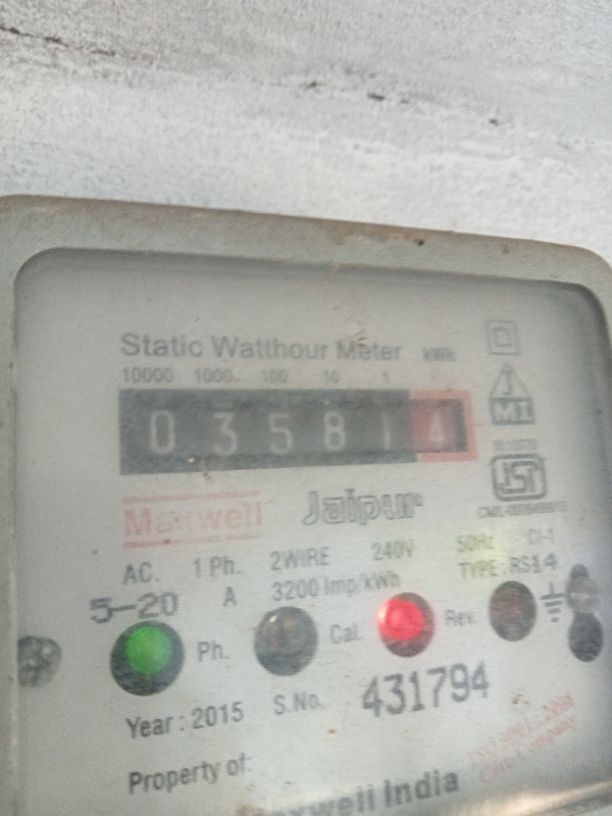 Static Watthour Meter kWh
10000 1000 100 10 1
0 3 5 8 1 4
J
MI
ISI
Maxwell Jaipur
AC. 1 Ph. 2WIRE 240V 50Hz Cl-1
5-20 A 3200 Imp/kWh TYPE : RS14
Ph. Cal. Rev.
Year : 2015 S.No. 431794
Property of:
Maxwell India